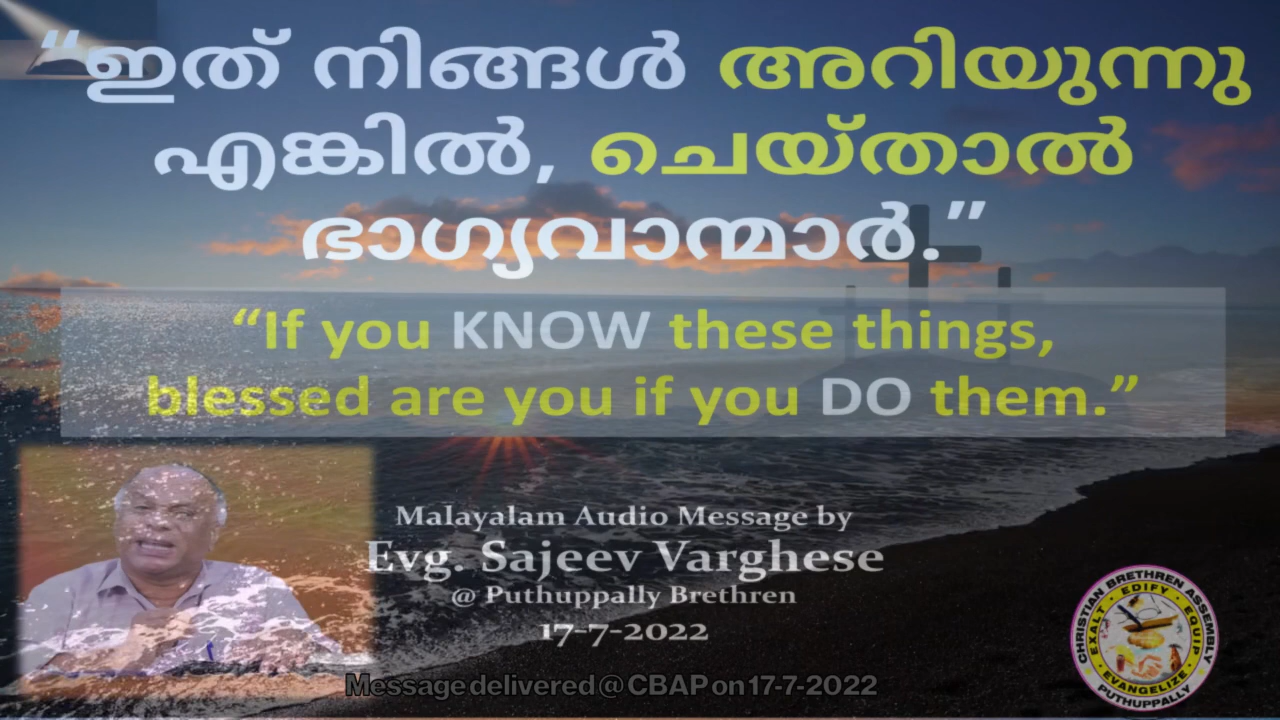 “ഇത് നിങ്ങൾ അറിയുന്നു
എങ്കിൽ, ചെയ്താൽ
ഭാഗ്യവാന്മാർ.”
“If you KNOW these things,
blessed are you if you DO them.”
Malayalam Audio Message by
Evg. Sajeev Varghese
@ Puthuppally Brethren
17-7-2022
Message delivered @ CBAP on 17-7-2022
CHRISTIAN BRETHREN ASSEMBLY
PUTHUPPALLY
EXALT • EDIFY • EQUIP
EVANGELIZE